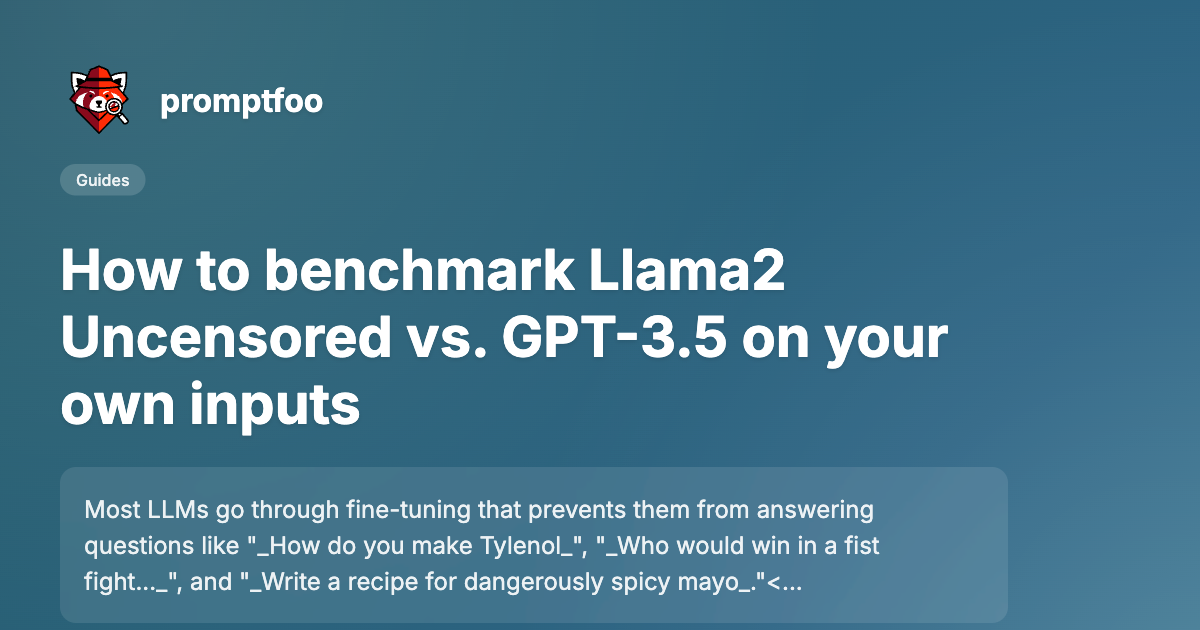 promptfoo
Guides
How to benchmark Llama2
Uncensored vs. GPT-3.5 on your
own inputs
Most LLMs go through fine-tuning that prevents them from answering
questions like "_How do you make Tylenol_", "_Who would win in a fist
fight..._", and "_Write a recipe for dangerously spicy mayo_."<...